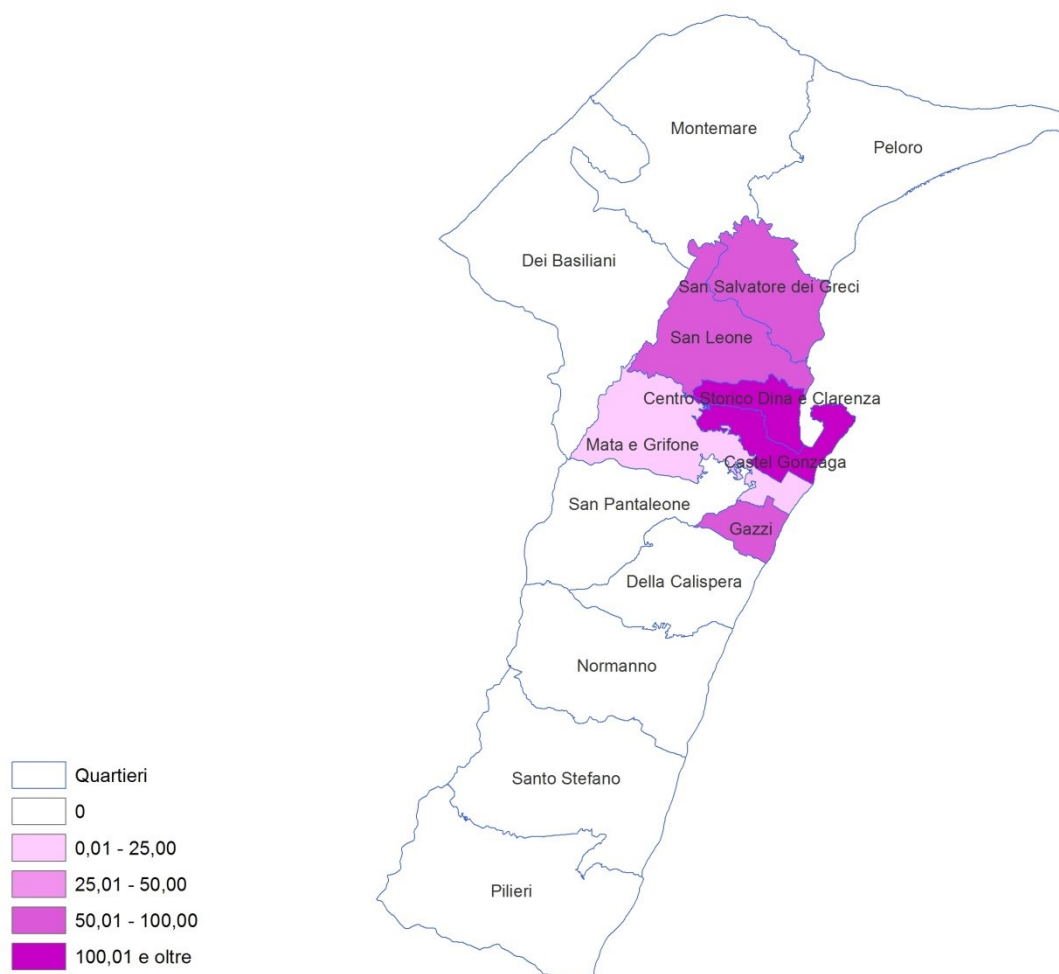 Montemare
Peloro
Dei Basiliani
San Salvatore dei Greci
San Leone
Centro Storico Dina e Clarenza
Mata e Grifone
Castel Gonzaga
San Pantaleone
Gazzi
Della Calispera
Normanno
Santo Stefano
Pilieri
Quartieri
0
0,01 - 25,00
25,01 - 50,00
50,01 - 100,00
100,01 e oltre